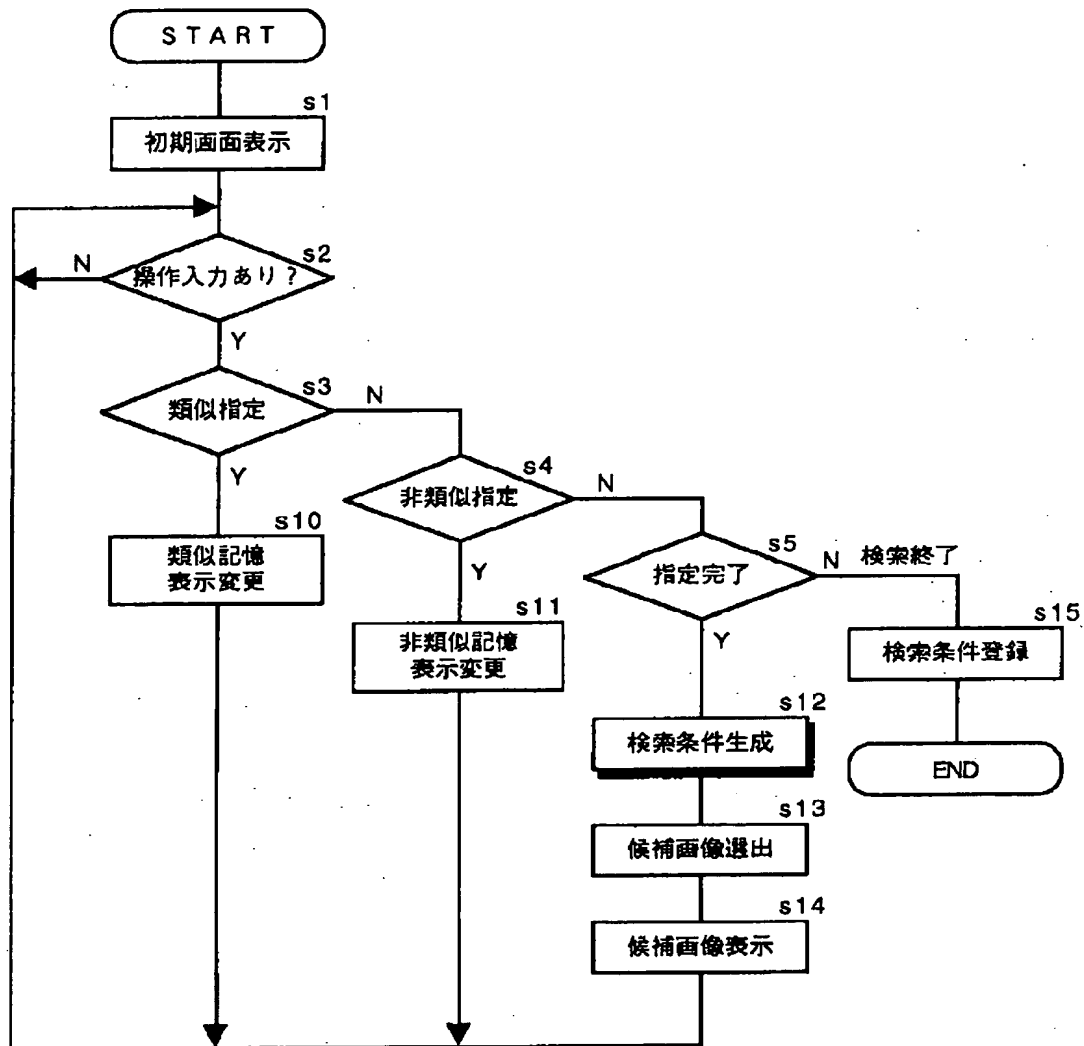 START
s1
初期画面表示
s2
N
操作入力あり？
Y
s3
N
類似指定
Y
s4
N
非類似指定
s10
類似記憶
表示変更
Y
s5
N
検索終了
指定完了
s11
非類似記憶
表示変更
Y
s15
検索条件登録
s12
検索条件生成
END
s13
候補画像選出
s14
候補画像表示